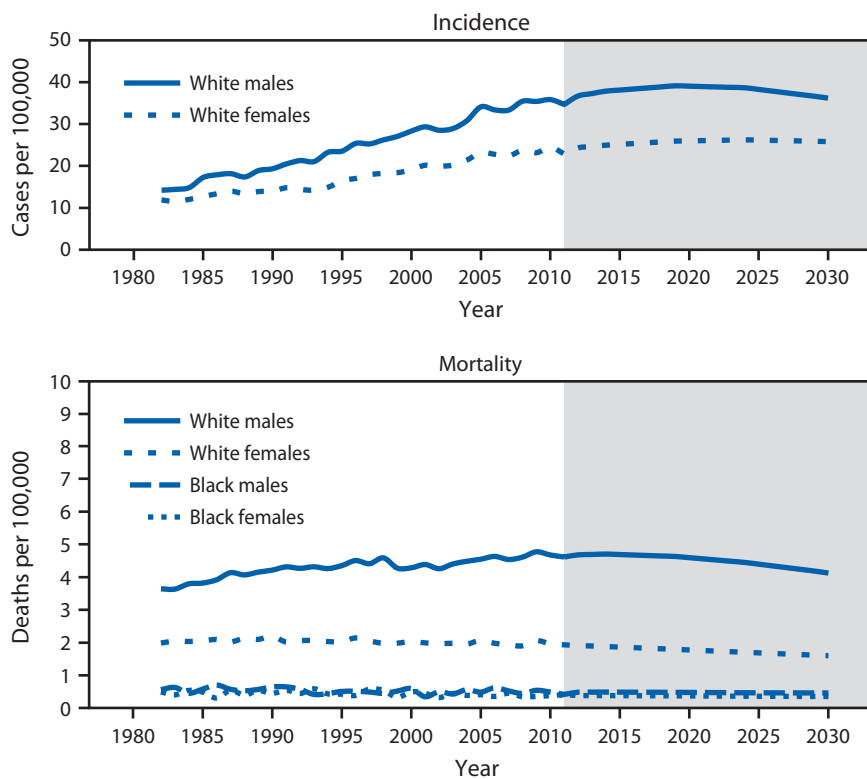 Incidence
Cases per 100,000
50
40
30
20
10
0
White males
White females
1980 1985 1990 1995 2000 2005 2010 2015 2020 2025 2030
Year
Mortality
Deaths per 100,000
10
9
8
7
6
5
4
3
2
1
0
White males
White females
Black males
Black females
1980 1985 1990 1995 2000 2005 2010 2015 2020 2025 2030
Year